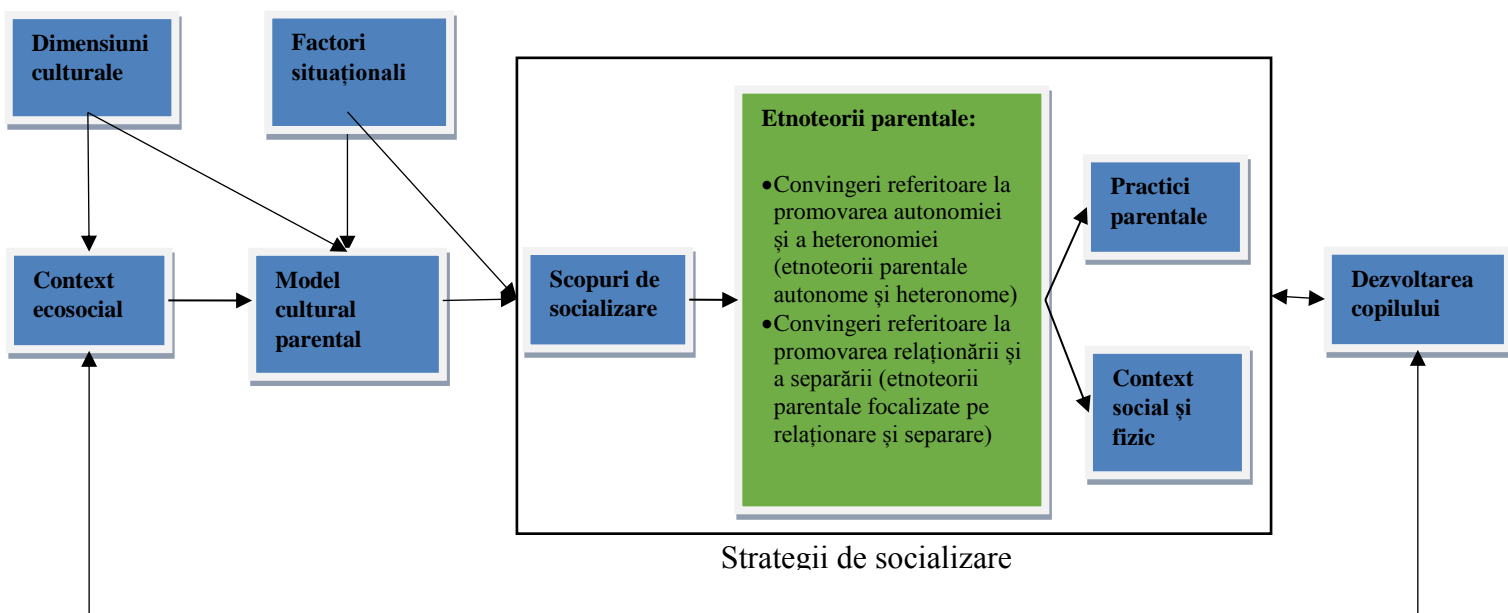 Dimensiuni
culturale
Factori
situaționali
Context
ecosocial
Model
cultural
parental
Scopuri de
socializare
Etnoteorii parentale:
•Convingeri referitoare la
promovarea autonomiei
și a heteronomiei
(etnoteorii parentale
autonome și heteronome)
•Convingeri referitoare la
promovarea relaționării și
a separării (etnoteorii
parentale focalizate pe
relaționare și separare)
Practici
parentale
Context
social și
fizic
Dezvoltarea
copilului
Strategii de socializare